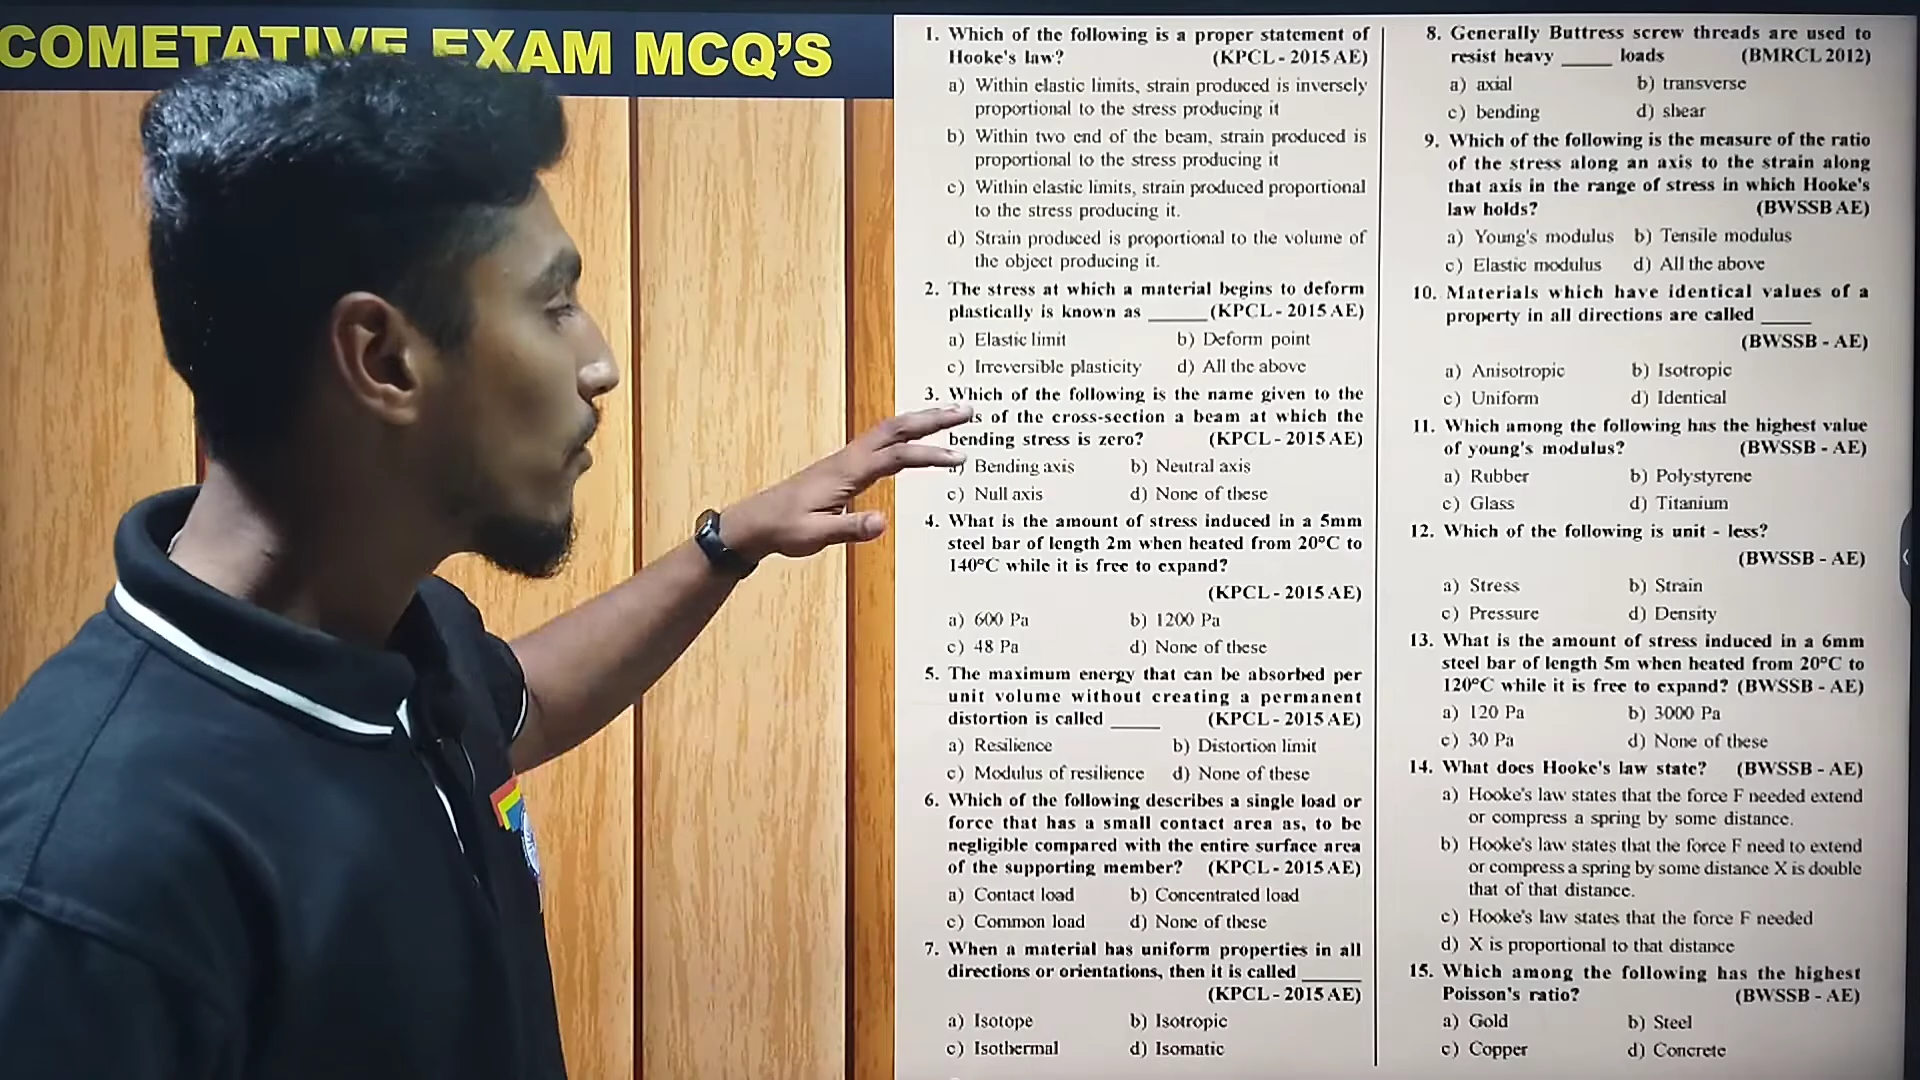 COMETATIVE EXAM MCQ'S
1. Which of the following is a proper statement of
Hooke's law? (KPCL - 2015 AE)
a) Within elastic limits, strain produced is inversely
proportional to the stress producing it
b) Within two end of the beam, strain produced is
proportional to the stress producing it
c) Within elastic limits, strain produced proportional
to the stress producing it.
d) Strain produced is proportional to the volume of
the object producing it.
2. The stress at which a material begins to deform
plastically is known as ______ (KPCL - 2015 AE)
a) Elastic limit b) Deform point
c) Irreversible plasticity d) All the above
3. Which of the following is the name given to the
of the cross-section a beam at which the
bending stress is zero? (KPCL - 2015 AE)
a) Bending axis b) Neutral axis
c) Null axis d) None of these
4. What is the amount of stress induced in a 5mm
steel bar of length 2m when heated from 20°C to
140°C while it is free to expand?
(KPCL - 2015 AE)
a) 600 Pa b) 1200 Pa
c) 48 Pa d) None of these
5. The maximum energy that can be absorbed per
unit volume without creating a permanent
distortion is called _____ (KPCL - 2015 AE)
a) Resilience b) Distortion limit
c) Modulus of resilience d) None of these
6. Which of the following describes a single load or
force that has a small contact area as, to be
negligible compared with the entire surface area
of the supporting member? (KPCL - 2015 AE)
a) Contact load b) Concentrated load
c) Common load d) None of these
7. When a material has uniform properties in all
directions or orientations, then it is called ______
(KPCL - 2015 AE)
a) Isotope b) Isotropic
c) Isothermal d) Isomatic
8. Generally Buttress screw threads are used to
resist heavy _____ loads (BMRCL 2012)
a) axial b) transverse
c) bending d) shear
9. Which of the following is the measure of the ratio
of the stress along an axis to the strain along
that axis in the range of stress in which Hooke's
law holds? (BWSSB AE)
a) Young's modulus b) Tensile modulus
c) Elastic modulus d) All the above
10. Materials which have identical values of a
property in all directions are called _____
(BWSSB - AE)
a) Anisotropic b) Isotropic
c) Uniform d) Identical
11. Which among the following has the highest value
of young's modulus? (BWSSB - AE)
a) Rubber b) Polystyrene
c) Glass d) Titanium
12. Which of the following is unit - less?
(BWSSB - AE)
a) Stress b) Strain
c) Pressure d) Density
13. What is the amount of stress induced in a 6mm
steel bar of length 5m when heated from 20°C to
120°C while it is free to expand? (BWSSB - AE)
a) 120 Pa b) 3000 Pa
c) 30 Pa d) None of these
14. What does Hooke's law state? (BWSSB - AE)
a) Hooke's law states that the force F needed extend
or compress a spring by some distance.
b) Hooke's law states that the force F need to extend
or compress a spring by some distance X is double
that of that distance.
c) Hooke's law states that the force F needed
d) X is proportional to that distance
15. Which among the following has the highest
Poisson's ratio? (BWSSB - AE)
a) Gold b) Steel
c) Copper d) Concrete